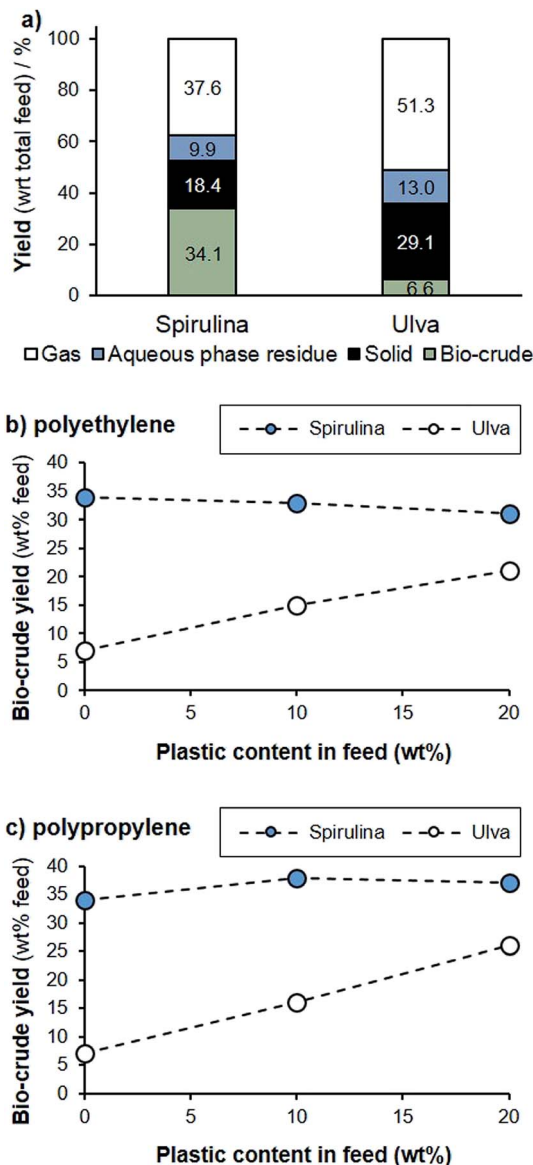 a)
Yield (wrt total feed) / %
100
80
60
40
20
0
37.6
9.9
18.4
34.1
51.3
13.0
29.1
6.6
Spirulina
Ulva
Gas Aqueous phase residue Solid Bio-crude
b) polyethylene
Spirulina Ulva
Bio-crude yield (wt% feed)
40
35
30
25
20
15
10
5
0
0 5 10 15 20
Plastic content in feed (wt%)
c) polypropylene
Spirulina Ulva
Bio-crude yield (wt% feed)
40
35
30
25
20
15
10
5
0
0 5 10 15 20
Plastic content in feed (wt%)